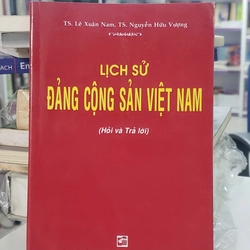 TS. Lê Xuân Nam, TS. Nguyễn Hữu Vượng
LỊCH SỬ
ĐẢNG CỘNG SẢN VIỆT NAM
(Hỏi và Trả lời)